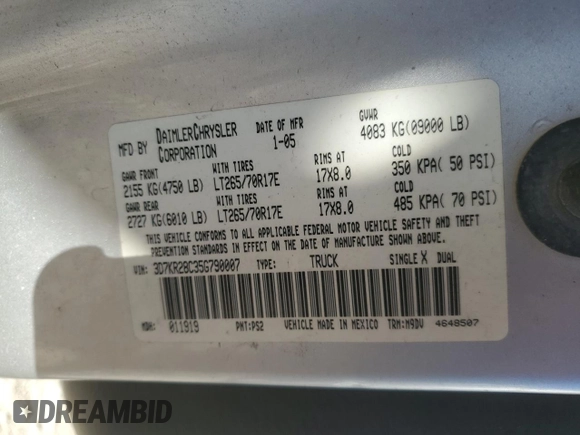 MFD BY DAIMLERCHRYSLER CORPORATION DATE OF MFR 1-05 GVWR 4083 KG(09000 LB)
GAWR FRONT WITH TIRES RIMS AT COLD
2155 KG(4750 LB) LT265/70R17E 17X8.0 350 KPA( 50 PSI)
GAWR REAR WITH TIRES RIMS AT COLD
2727 KG(6010 LB) LT265/70R17E 17X8.0 485 KPA( 70 PSI)
THIS VEHICLE CONFORMS TO ALL APPLICABLE FEDERAL MOTOR VEHICLE SAFETY AND THEFT
PREVENTION STANDARDS IN EFFECT ON THE DATE OF MANUFACTURE SHOWN ABOVE.
VIN: 3D7KR28C35G790007 TYPE: TRUCK SINGLE X DUAL
MDH: 011919 PNT:PS2 VEHICLE MADE IN MEXICO TRM:M9DV 4648507
DREAMBID